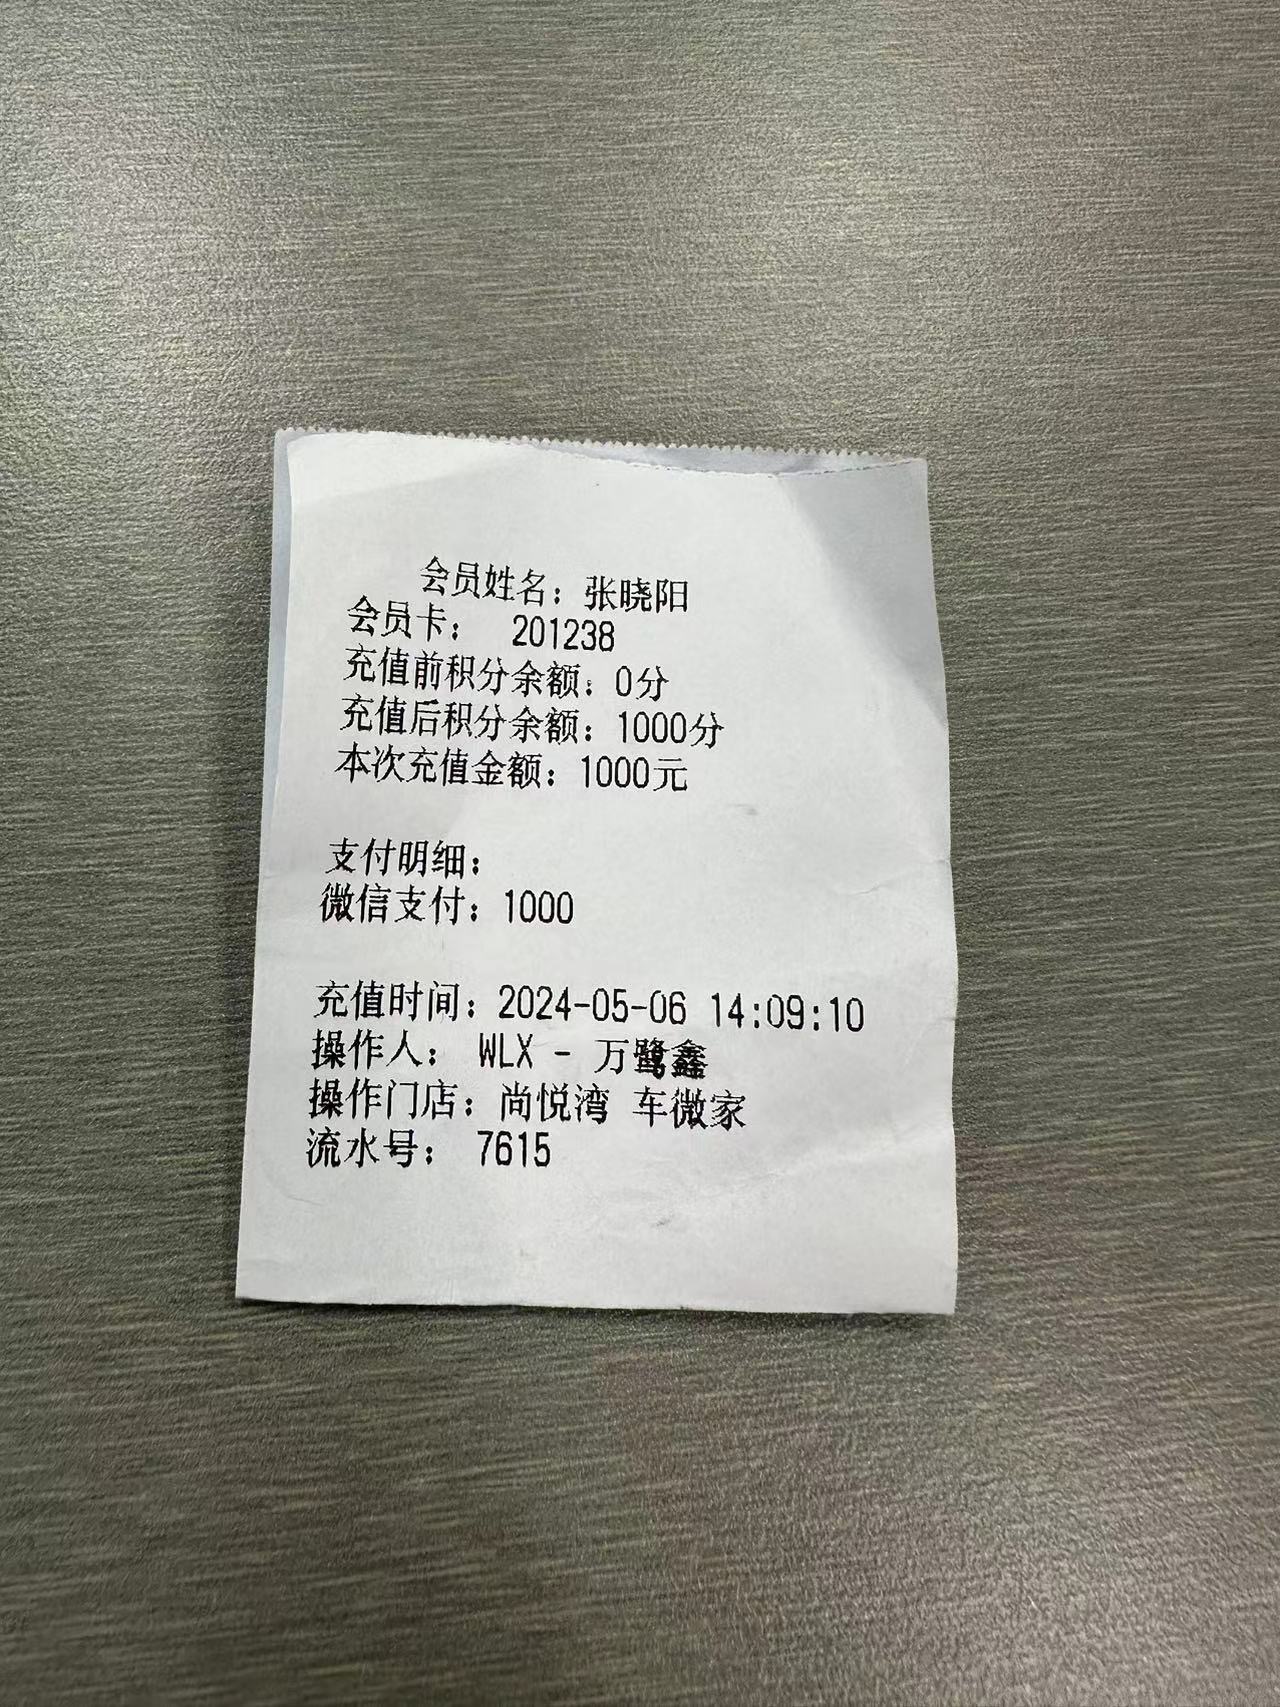 会员姓名：张晓阳
会员卡： 201238
充值前积分余额：0分
充值后积分余额：1000分
本次充值金额：1000元
支付明细：
微信支付：1000
充值时间：2024-05-06 14:09:10
操作人： WLX - 万鹭鑫
操作门店：尚悦湾 车微家
流水号： 7615